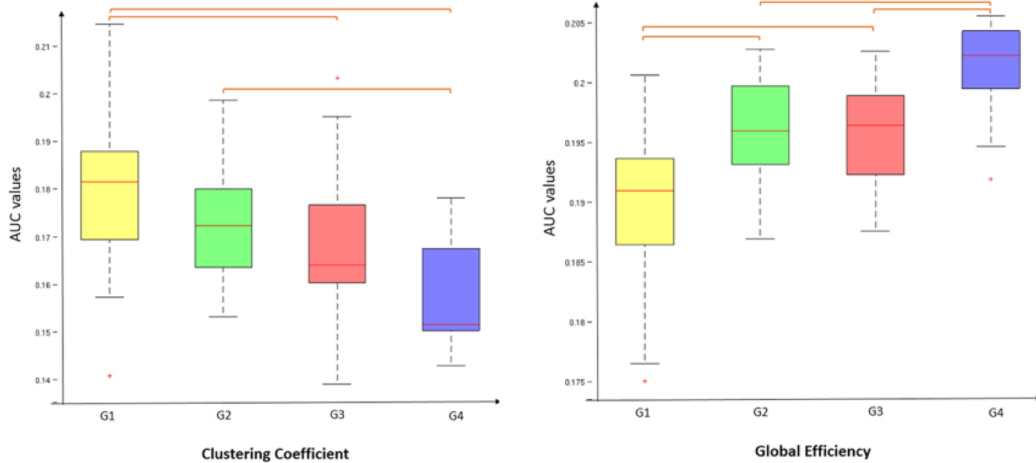 0.21
0.2
0.19
0.18
0.17
0.16
0.15
0.14
AUC values
G1 G2 G3 G4
Clustering Coefficient
0.205
0.2
0.195
0.19
0.185
0.18
0.175
AUC values
G1 G2 G3 G4
Global Efficiency